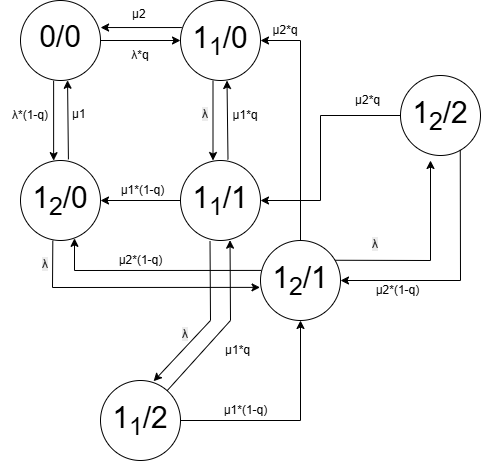 μ2
0/0
1₁/0
λ*q
μ2*q
λ*(1-q)
μ1
λ
μ1*q
μ2*q
1₂/2
1₂/0
μ1*(1-q)
1₁/1
λ
μ2*(1-q)
λ
1₂/1
μ2*(1-q)
λ
μ1*q
1₁/2
μ1*(1-q)